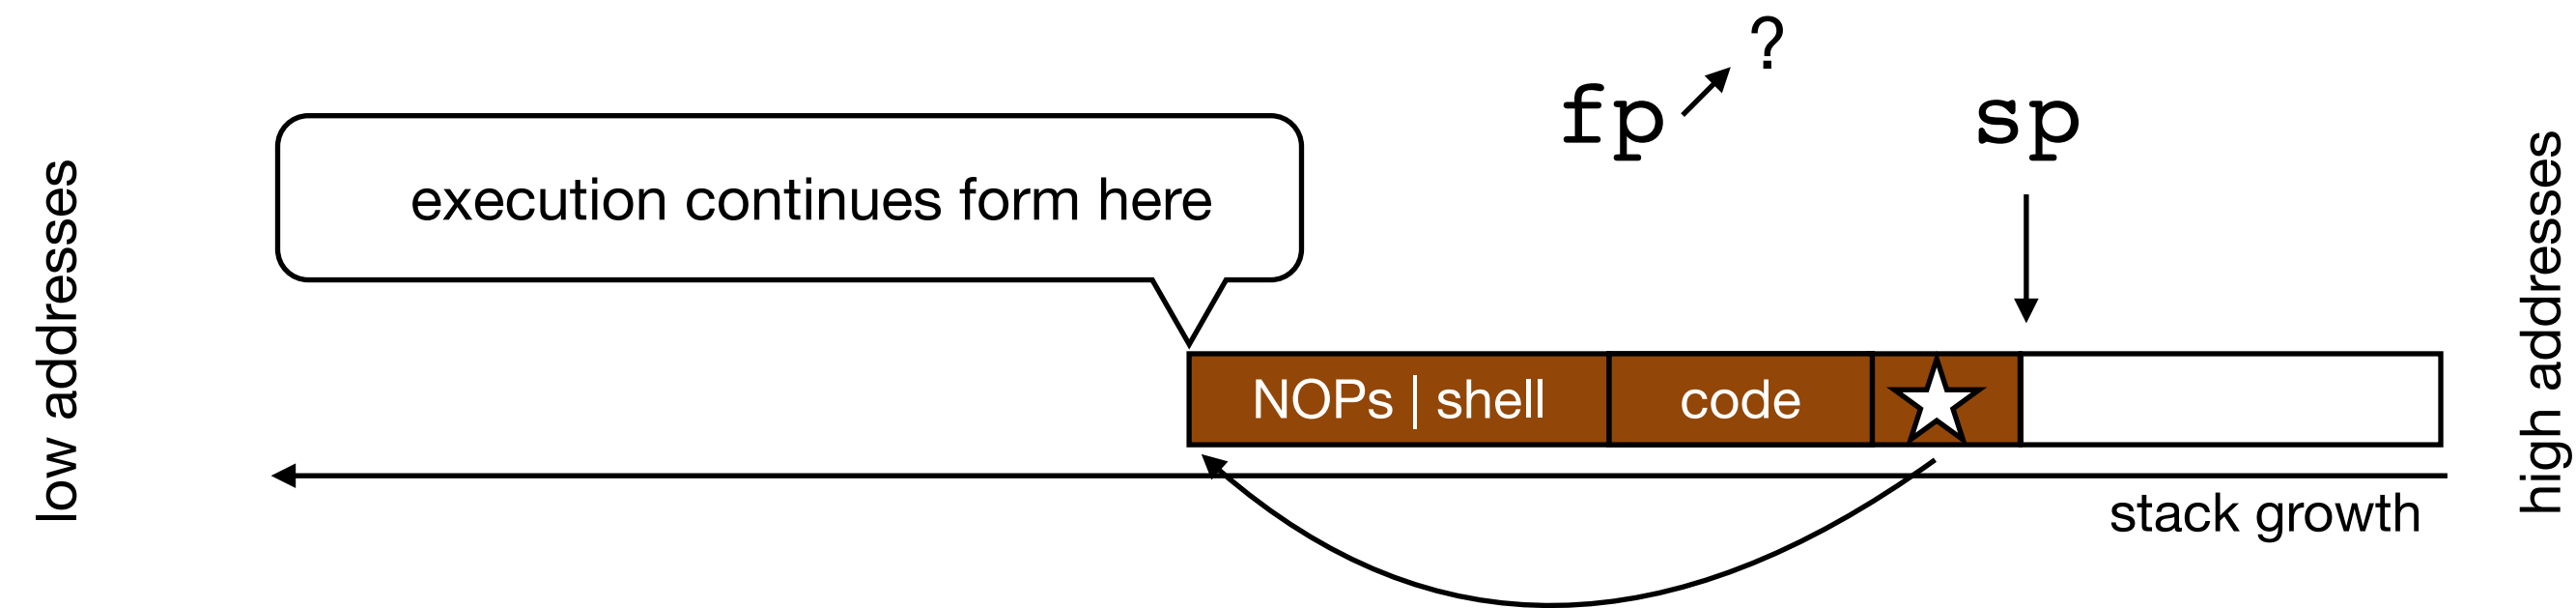 ?
fp
sp
low addresses
execution continues form here
high addresses
NOPs | shell
code
stack growth